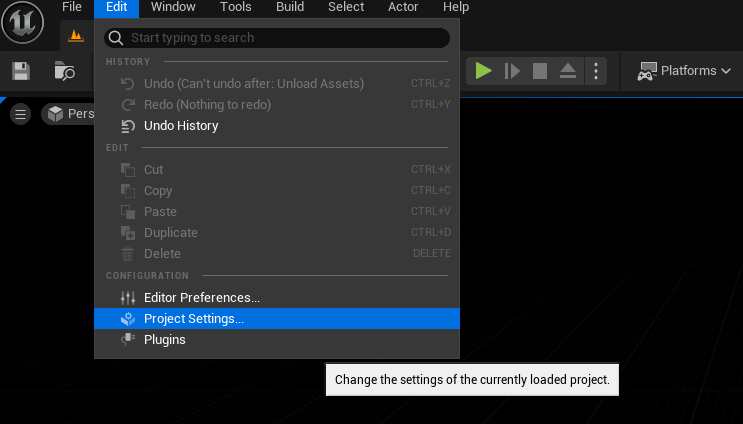 File Edit Window Tools Build Select Actor Help
Start typing to search
HISTORY
Undo (Can't undo after: Unload Assets) CTRL+Z
Redo (Nothing to redo) CTRL+Y
Undo History
EDIT
Cut CTRL+X
Copy CTRL+C
Paste CTRL+V
Duplicate CTRL+D
Delete DELETE
CONFIGURATION
Editor Preferences...
Project Settings...
Plugins
Platforms
Pers
Change the settings of the currently loaded project.